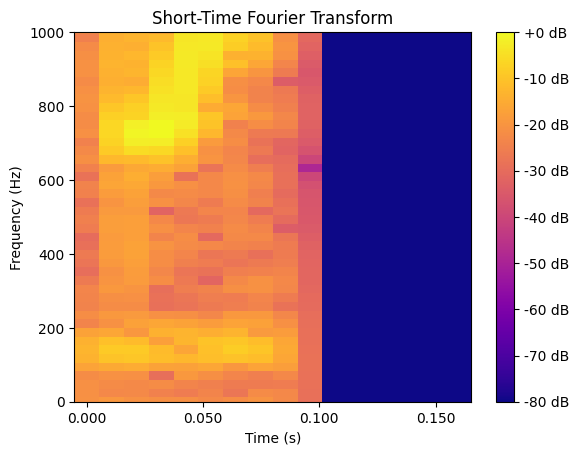 Short-Time Fourier Transform
1000
800
600
400
200
0
Frequency (Hz)
0.000
0.050
0.100
0.150
Time (s)
+0 dB
-10 dB
-20 dB
-30 dB
-40 dB
-50 dB
-60 dB
-70 dB
-80 dB